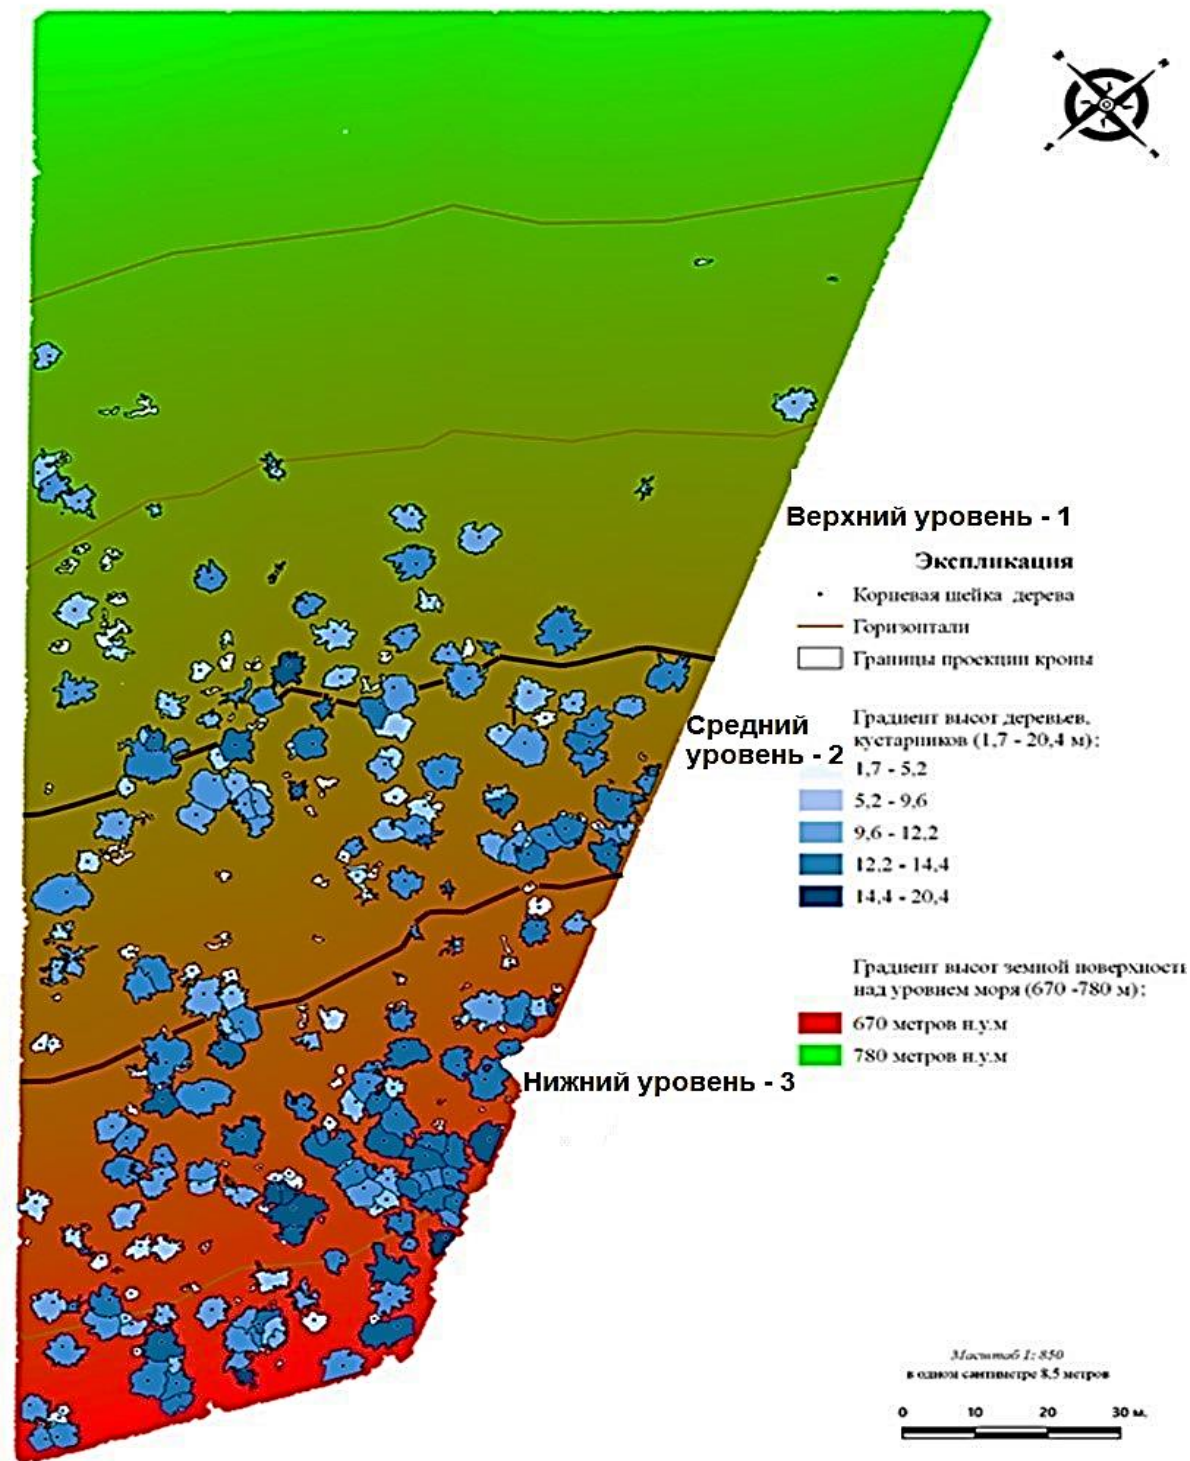 Верхний уровень - 1
Экспликация
Корневая шейка дерева
Горизонтали
Границы проекции кроны
Средний
уровень - 2
Градиент высот деревьев,
кустарников (1,7 - 20,4 м):
1,7 - 5,2
5,2 - 9,6
9,6 - 12,2
12,2 - 14,4
14,4 - 20,4
Градиент высот земной поверхности
над уровнем моря (670 -780 м):
670 метров н.у.м
780 метров н.у.м
Нижний уровень - 3
Масштаб 1: 850
в одном сантиметре 8,5 метров
0 10 20 30 м.